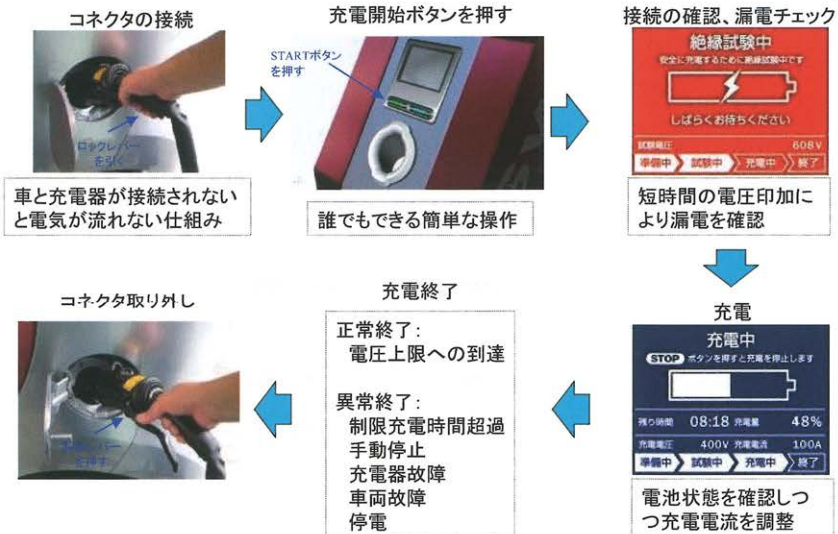 コネクタの接続
STARTボタン
を押す
ロックレバー
を引く
車と充電器が接続されない
と電気が流れない仕組み
充電開始ボタンを押す
誰でもできる簡単な操作
接続の確認、漏電チェック
絶縁試験中
安全に充電するために絶縁試験中です
しばらくお待ちください
試験電圧 608V
準備中 試験中 充電中 終了
短時間の電圧印加に
より漏電を確認
充電
充電中
STOP ボタンを押すと充電を停止します
残り時間 08:18 充電量 48%
充電電圧 400V 充電電流 100A
準備中 試験中 充電中 終了
電池状態を確認しつ
つ充電電流を調整
充電終了
正常終了:
電圧上限への到達
異常終了:
制限充電時間超過
手動停止
充電器故障
車両故障
停電
コネクタ取り外し
レバー
を押す